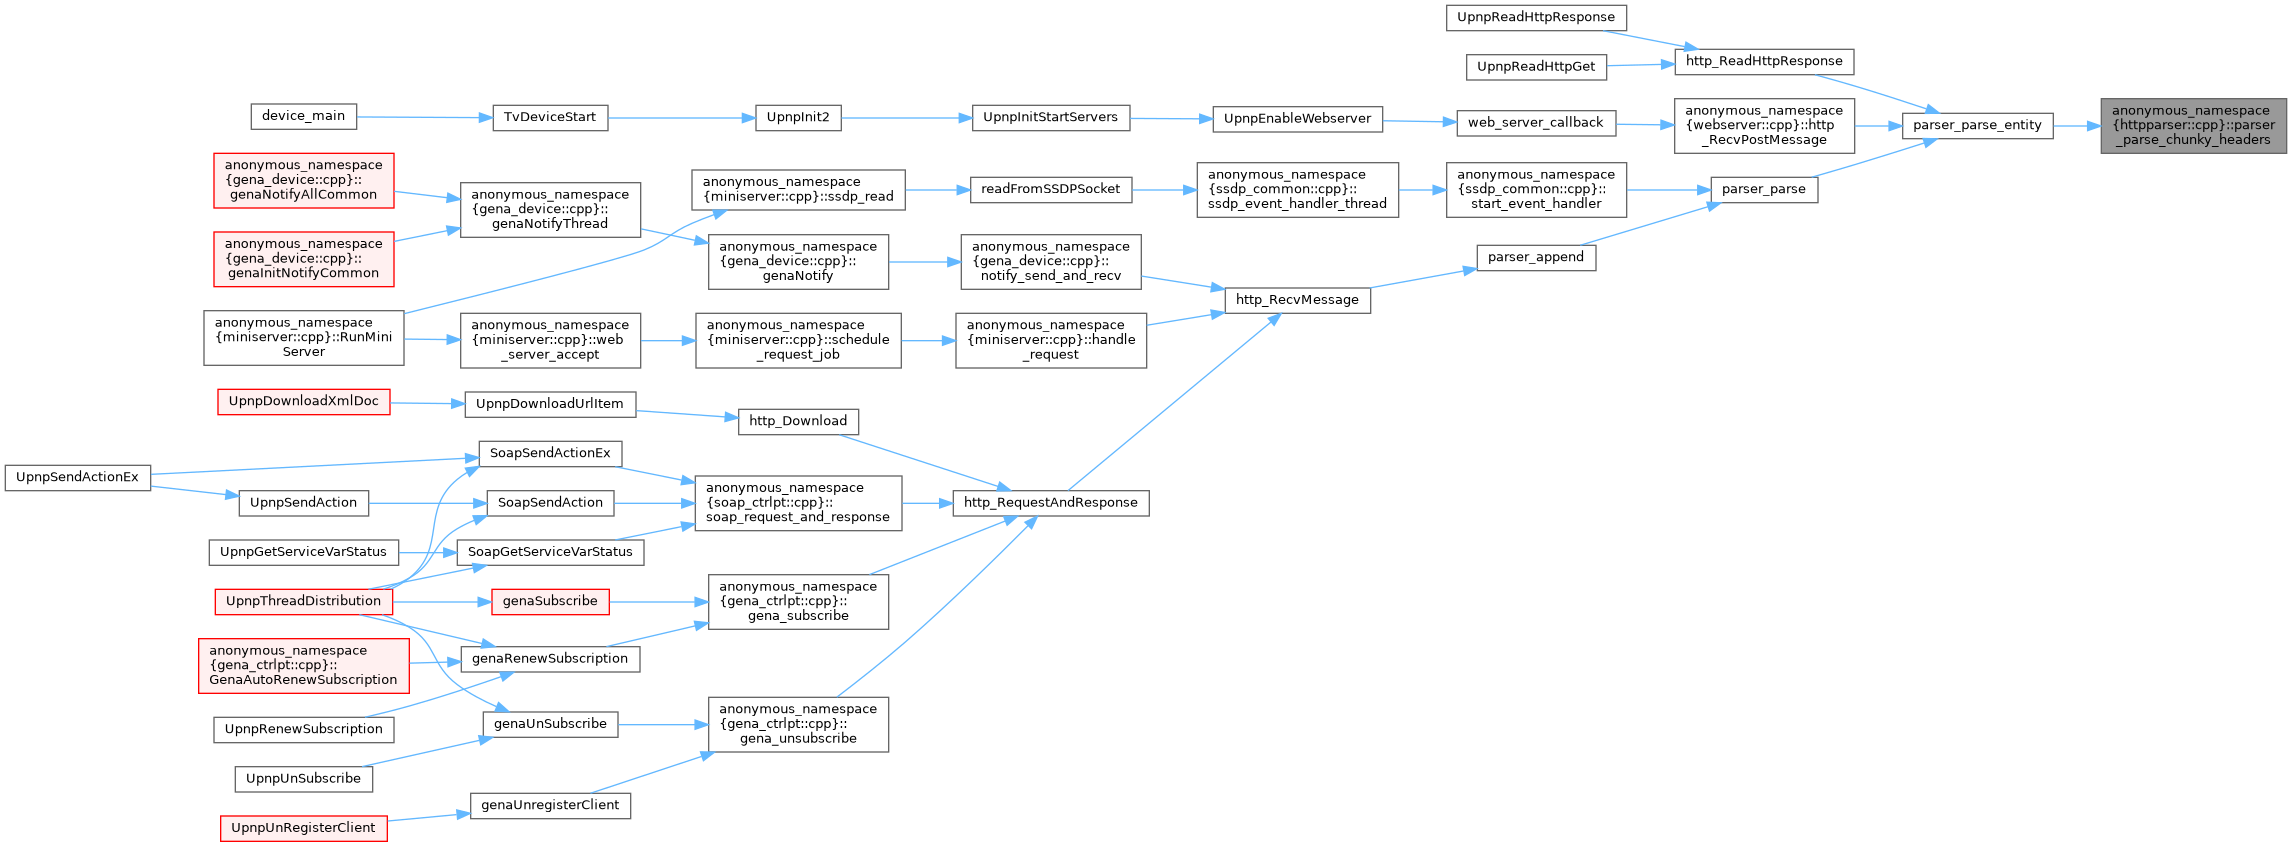 UpnpReadHttpResponse
http_ReadHttpResponse
UpnpReadHttpGet
device_main
TvDeviceStart
UpnpInit2
UpnpInitStartServers
UpnpEnableWebserver
web_server_callback
anonymous_namespace
{webserver::cpp}::http
_RecvPostMessage
parser_parse_entity
anonymous_namespace
{httpparser::cpp}::parser
_parse_chunky_headers
anonymous_namespace
{gena_device::cpp}::
genaNotifyAllCommon
anonymous_namespace
{gena_device::cpp}::
genaNotifyThread
anonymous_namespace
{miniserver::cpp}::ssdp_read
readFromSSDPSocket
anonymous_namespace
{ssdp_common::cpp}::
ssdp_event_handler_thread
anonymous_namespace
{ssdp_common::cpp}::
start_event_handler
parser_parse
anonymous_namespace
{gena_device::cpp}::
genaInitNotifyCommon
anonymous_namespace
{gena_device::cpp}::
genaNotify
anonymous_namespace
{gena_device::cpp}::
notify_send_and_recv
parser_append
http_RecvMessage
anonymous_namespace
{miniserver::cpp}::RunMini
Server
anonymous_namespace
{miniserver::cpp}::web
_server_accept
anonymous_namespace
{miniserver::cpp}::schedule
_request_job
anonymous_namespace
{miniserver::cpp}::handle
_request
UpnpDownloadXmlDoc
UpnpDownloadUrlItem
http_Download
UpnpSendActionEx
SoapSendActionEx
UpnpSendAction
SoapSendAction
anonymous_namespace
{soap_ctrlpt::cpp}::
soap_request_and_response
http_RequestAndResponse
UpnpGetServiceVarStatus
SoapGetServiceVarStatus
UpnpThreadDistribution
genaSubscribe
anonymous_namespace
{gena_ctrlpt::cpp}::
gena_subscribe
anonymous_namespace
{gena_ctrlpt::cpp}::
GenaAutoRenewSubscription
genaRenewSubscription
UpnpRenewSubscription
genaUnSubscribe
anonymous_namespace
{gena_ctrlpt::cpp}::
gena_unsubscribe
UpnpUnSubscribe
genaUnregisterClient
UpnpUnRegisterClient